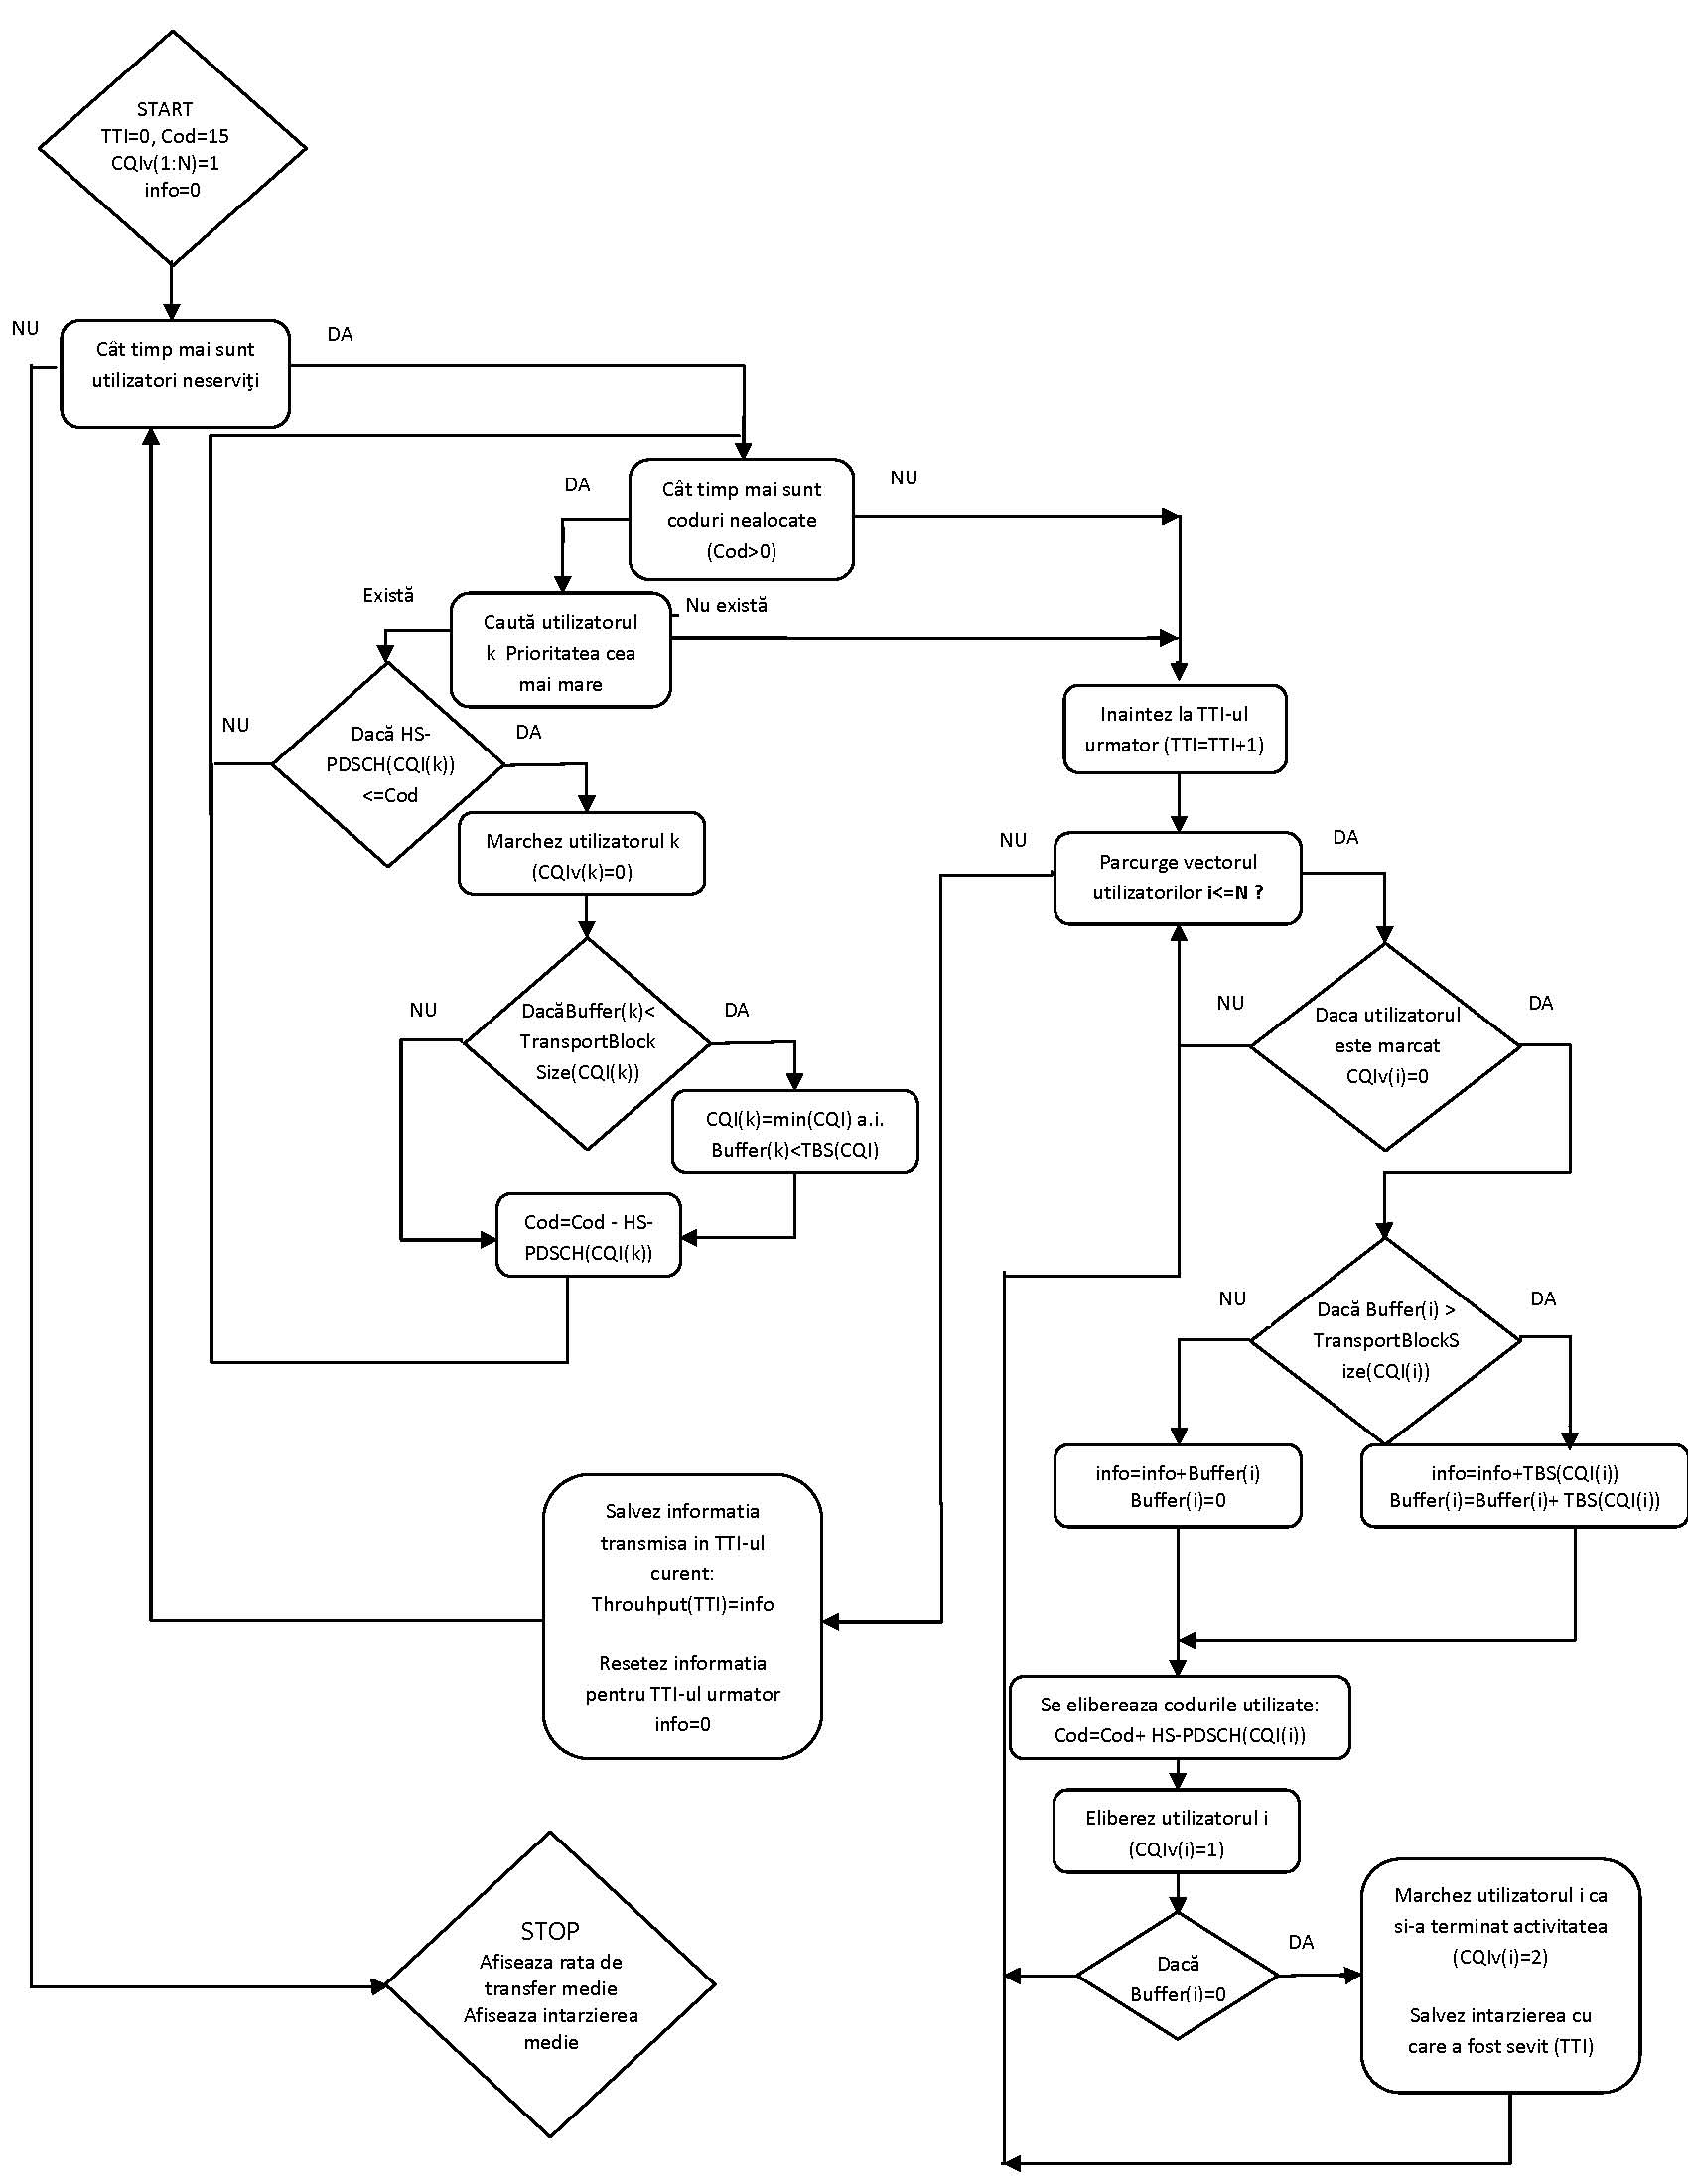 START
TTI=0, Cod=15
CQIv(1:N)=1
info=0
NU
DA
Cât timp mai sunt
utilizatori neserviţi
DA
NU
Cât timp mai sunt
coduri nealocate
(Cod>0)
Există
Nu există
Caută utilizatorul
k Prioritatea cea
mai mare
NU
DA
Dacă HS-
PDSCH(CQI(k))
<=Cod
Inaintez la TTI-ul
urmator (TTI=TTI+1)
Marchez utilizatorul k
(CQIv(k)=0)
NU
DA
Parcurge vectorul
utilizatorilor i<=N ?
NU
DA
DacăBuffer(k)<
TransportBlock
Size(CQI(k))
NU
DA
Daca utilizatorul
este marcat
CQIv(i)=0
CQI(k)=min(CQI) a.i.
Buffer(k)<TBS(CQI)
Cod=Cod - HS-
PDSCH(CQI(k))
NU
DA
Dacă Buffer(i) >
TransportBlockS
ize(CQI(i))
info=info+Buffer(i)
Buffer(i)=0
info=info+TBS(CQI(i))
Buffer(i)=Buffer(i)+ TBS(CQI(i))
Salvez informatia
transmisa in TTI-ul
curent:
Throuhput(TTI)=info
Resetez informatia
pentru TTI-ul urmator
info=0
Se elibereaza codurile utilizate:
Cod=Cod+ HS-PDSCH(CQI(i))
Eliberez utilizatorul i
(CQIv(i)=1)
STOP
Afiseaza rata de
transfer medie
Afiseaza intarzierea
medie
Dacă
Buffer(i)=0
DA
Marchez utilizatorul i ca
si-a terminat activitatea
(CQIv(i)=2)
Salvez intarzierea cu
care a fost sevit (TTI)